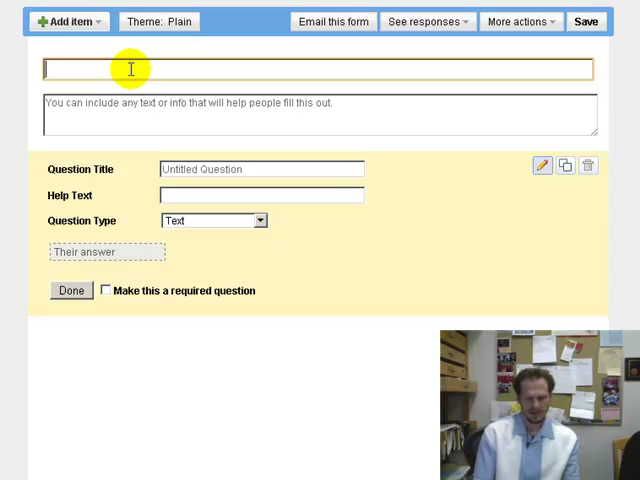 Add item Theme: Plain Email this form See responses More actions Save
You can include any text or info that will help people fill this out.
Question Title Untitled Question
Help Text
Question Type Text
Their answer
Done Make this a required question